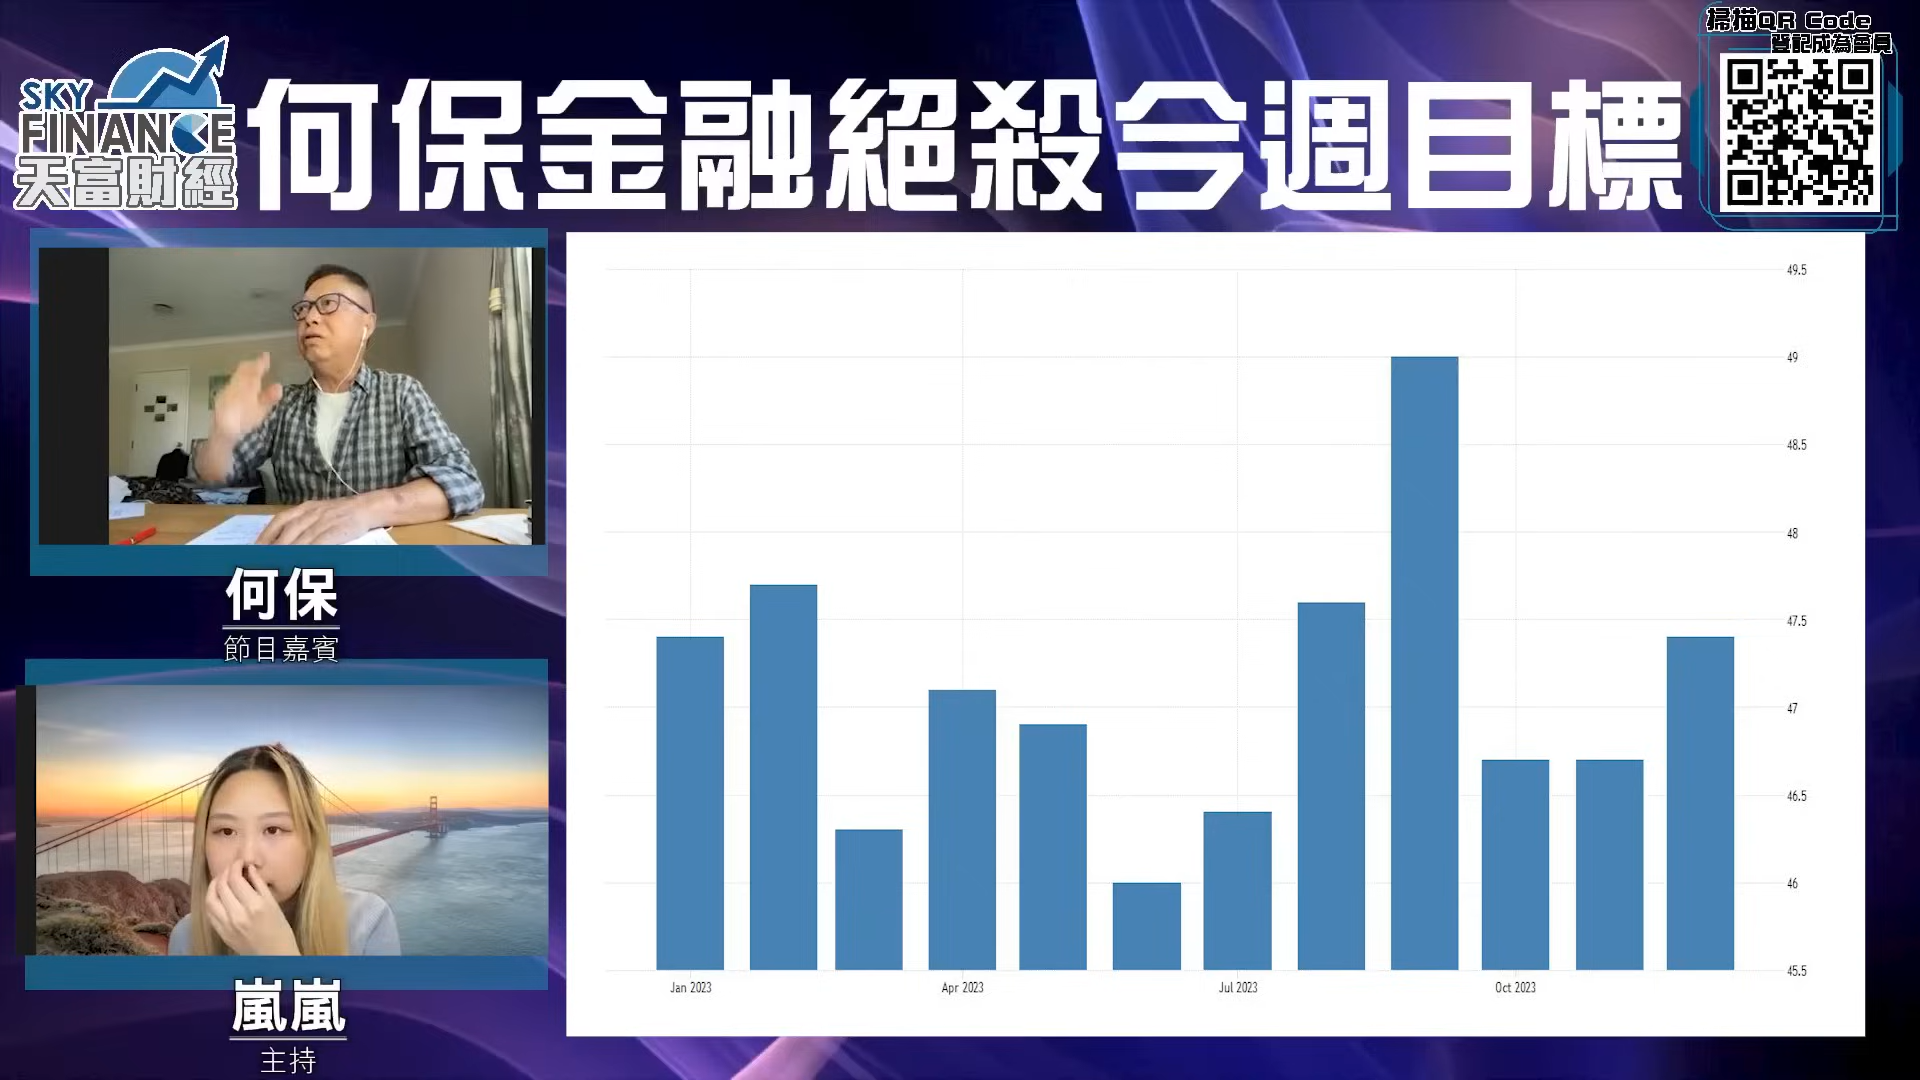 掃描QR Code
登記成為會員
SKY
FINANCE
天富財經
何保金融絕殺今週目標
何保
節目嘉賓
嵐嵐
主持
49.5
49
48.5
48
47.5
47
46.5
46
45.5
Jan 2023
Apr 2023
Jul 2023
Oct 2023